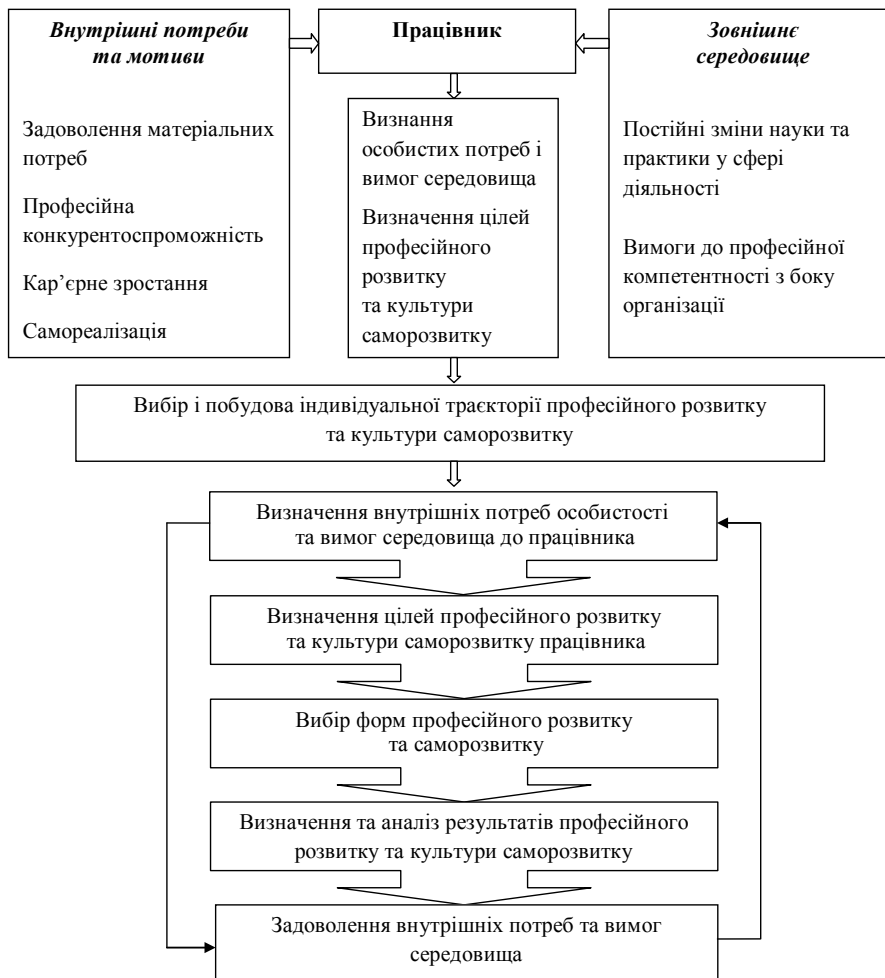 Внутрішні потреби
та мотиви
Задоволення матеріальних
потреб
Професійна
конкурентоспроможність
Кар’єрне зростання
Самореалізація
Працівник
Визнання
особистих потреб і
вимог середовища
Визначення цілей
професійного
розвитку
та культури
саморозвитку
Зовнішнє
середовище
Постійні зміни науки та
практики у сфері
діяльності
Вимоги до професійної
компетентності з боку
організації
Вибір і побудова індивідуальної траєкторії професійного розвитку
та культури саморозвитку
Визначення внутрішніх потреб особистості
та вимог середовища до працівника
Визначення цілей професійного розвитку
та культури саморозвитку працівника
Вибір форм професійного розвитку
та саморозвитку
Визначення та аналіз результатів професійного
розвитку та культури саморозвитку
Задоволення внутрішніх потреб та вимог
середовища